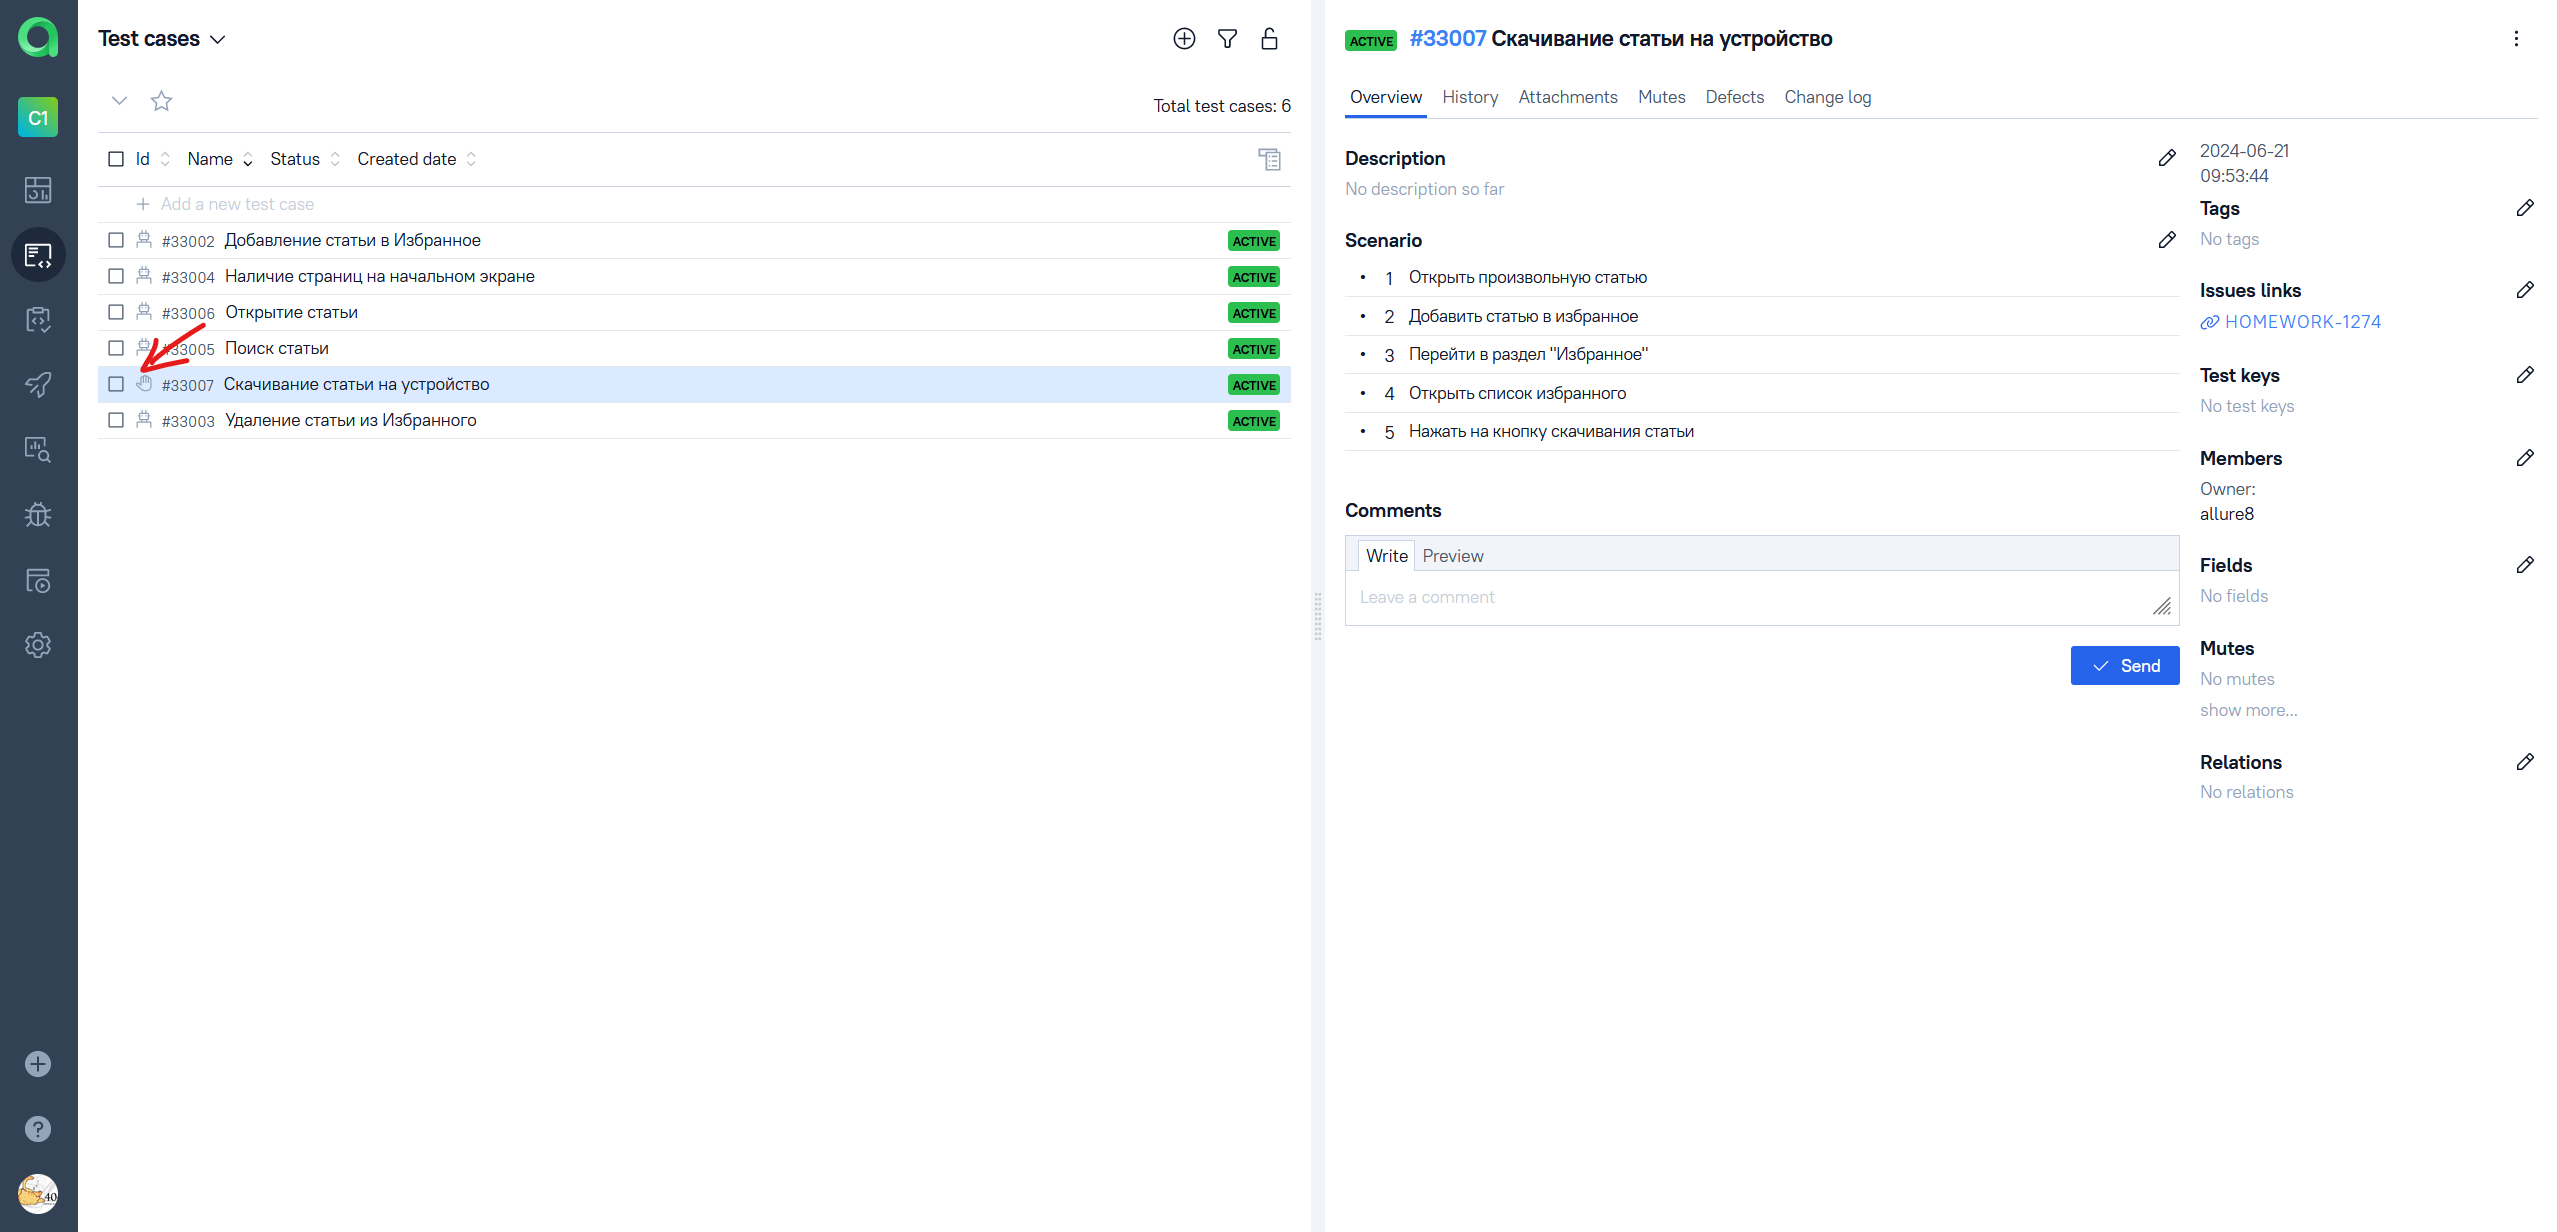 C1
Test cases
Total test cases: 6
Id Name Status Created date
Add a new test case
#33002 Добавление статьи в Избранное ACTIVE
#33004 Наличие страниц на начальном экране ACTIVE
#33006 Открытие статьи ACTIVE
#33005 Поиск статьи ACTIVE
#33007 Скачивание статьи на устройство ACTIVE
#33003 Удаление статьи из Избранного ACTIVE
40
ACTIVE #33007 Скачивание статьи на устройство
Overview History Attachments Mutes Defects Change log
Description
No description so far
Scenario
• 1 Открыть произвольную статью
• 2 Добавить статью в избранное
• 3 Перейти в раздел "Избранное"
• 4 Открыть список избранного
• 5 Нажать на кнопку скачивания статьи
Comments
Write Preview
Leave a comment
Send
2024-06-21
09:53:44
Tags
No tags
Issues links
HOMEWORK-1274
Test keys
No test keys
Members
Owner:
allure8
Fields
No fields
Mutes
No mutes
show more...
Relations
No relations